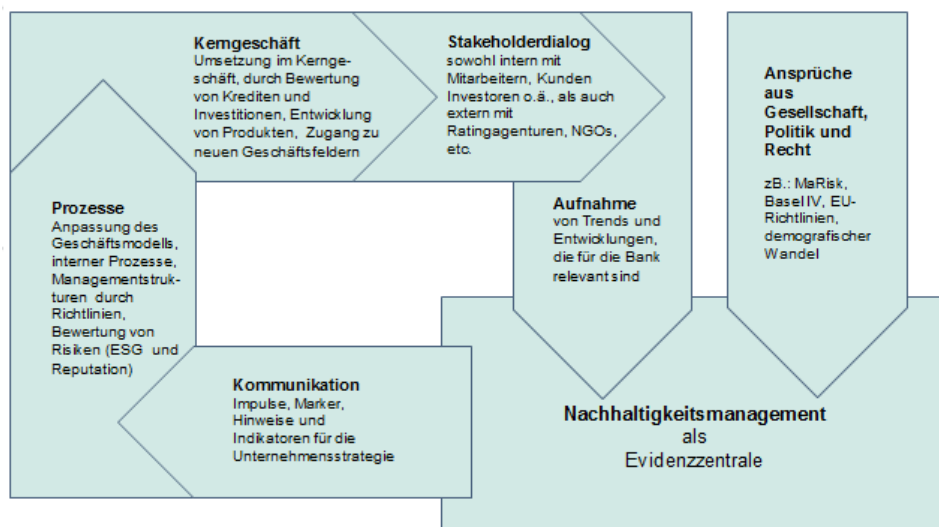 Kerngeschäft
Umsetzung im Kernge-
schäft, durch Bewertung
von Krediten und
Investitionen, Entwicklung
von Produkten, Zugang zu
neuen Geschäftsfeldern
Stakeholderdialog
sowohl intern mit
Mitarbeitern, Kunden
Investoren o.ä., als auch
extern mit
Ratingagenturen, NGOs,
etc.
Ansprüche
aus
Gesellschaft,
Politik und
Recht
zB.: MaRisk,
Basel IV, EU-
Richtlinien,
demografischer
Wandel
Prozesse
Anpassung des
Geschäftsmodells,
interner Prozesse,
Managementstruk-
turen durch
Richtlinien,
Bewertung von
Risiken (ESG und
Reputation)
Aufnahme
von Trends und
Entwicklungen,
die für die Bank
relevant sind
Kommunikation
Impulse, Marker,
Hinweise und
Indikatoren für die
Unternehmensstrategie
Nachhaltigkeitsmanagement
als
Evidenzzentrale